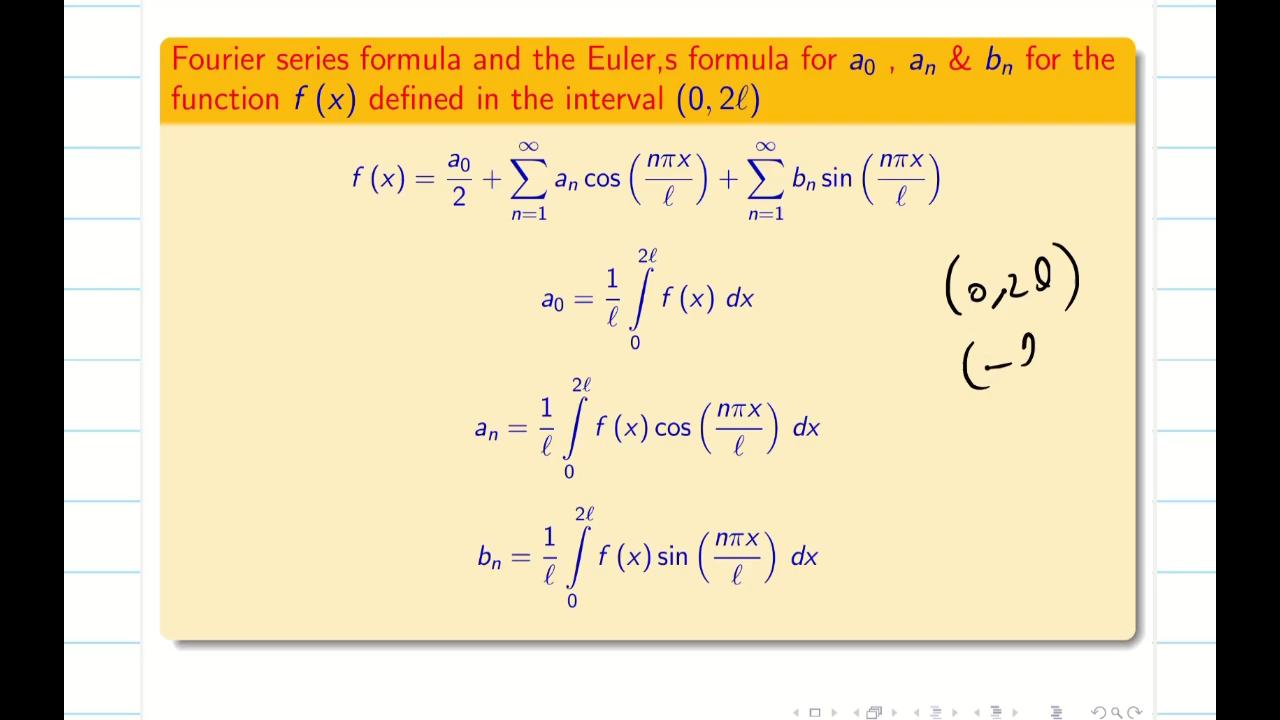 Fourier series formula and the Euler,s formula for a₀ , aₙ & bₙ for the
function f (x) defined in the interval (0, 2ℓ)
f (x) = a₀/2 + ∑_{n=1}^{∞} aₙ cos (nπx/ℓ) + ∑_{n=1}^{∞} bₙ sin (nπx/ℓ)
a₀ = 1/ℓ ∫_0^{2ℓ} f (x) dx
(0,2l)
(-l
aₙ = 1/ℓ ∫_0^{2ℓ} f (x) cos (nπx/ℓ) dx
bₙ = 1/ℓ ∫_0^{2ℓ} f (x) sin (nπx/ℓ) dx